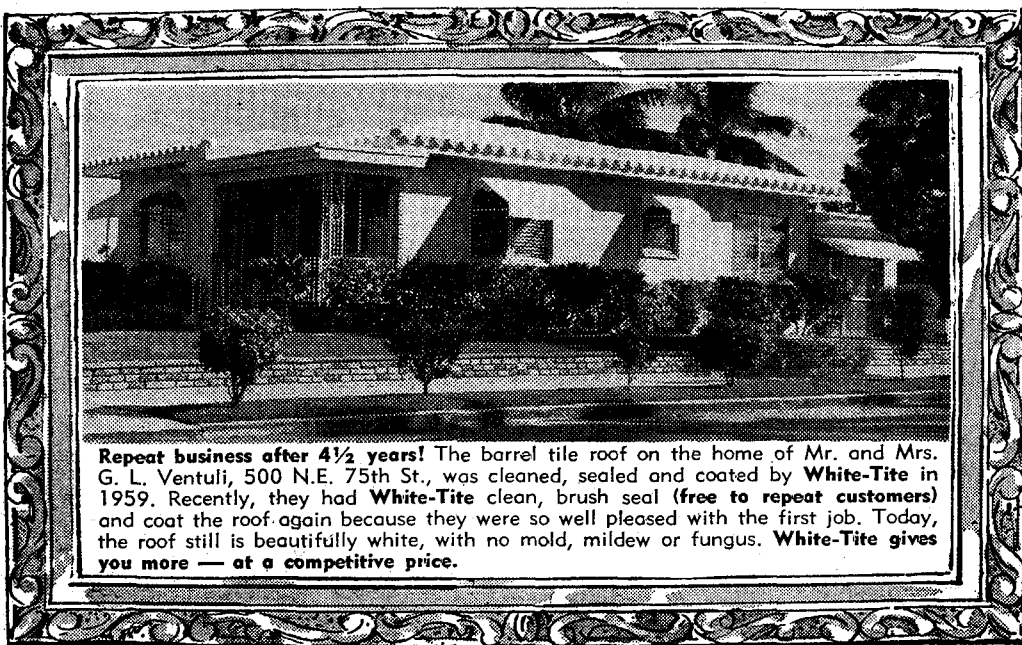 Repeat business after 4½ years! The barrel tile roof on the home of Mr. and Mrs.
G. L. Ventuli, 500 N.E. 75th St., was cleaned, sealed and coated by White-Tite in
1959. Recently, they had White-Tite clean, brush seal (free to repeat customers)
and coat the roof again because they were so well pleased with the first job. Today,
the roof still is beautifully white, with no mold, mildew or fungus. White-Tite gives
you more — at a competitive price.